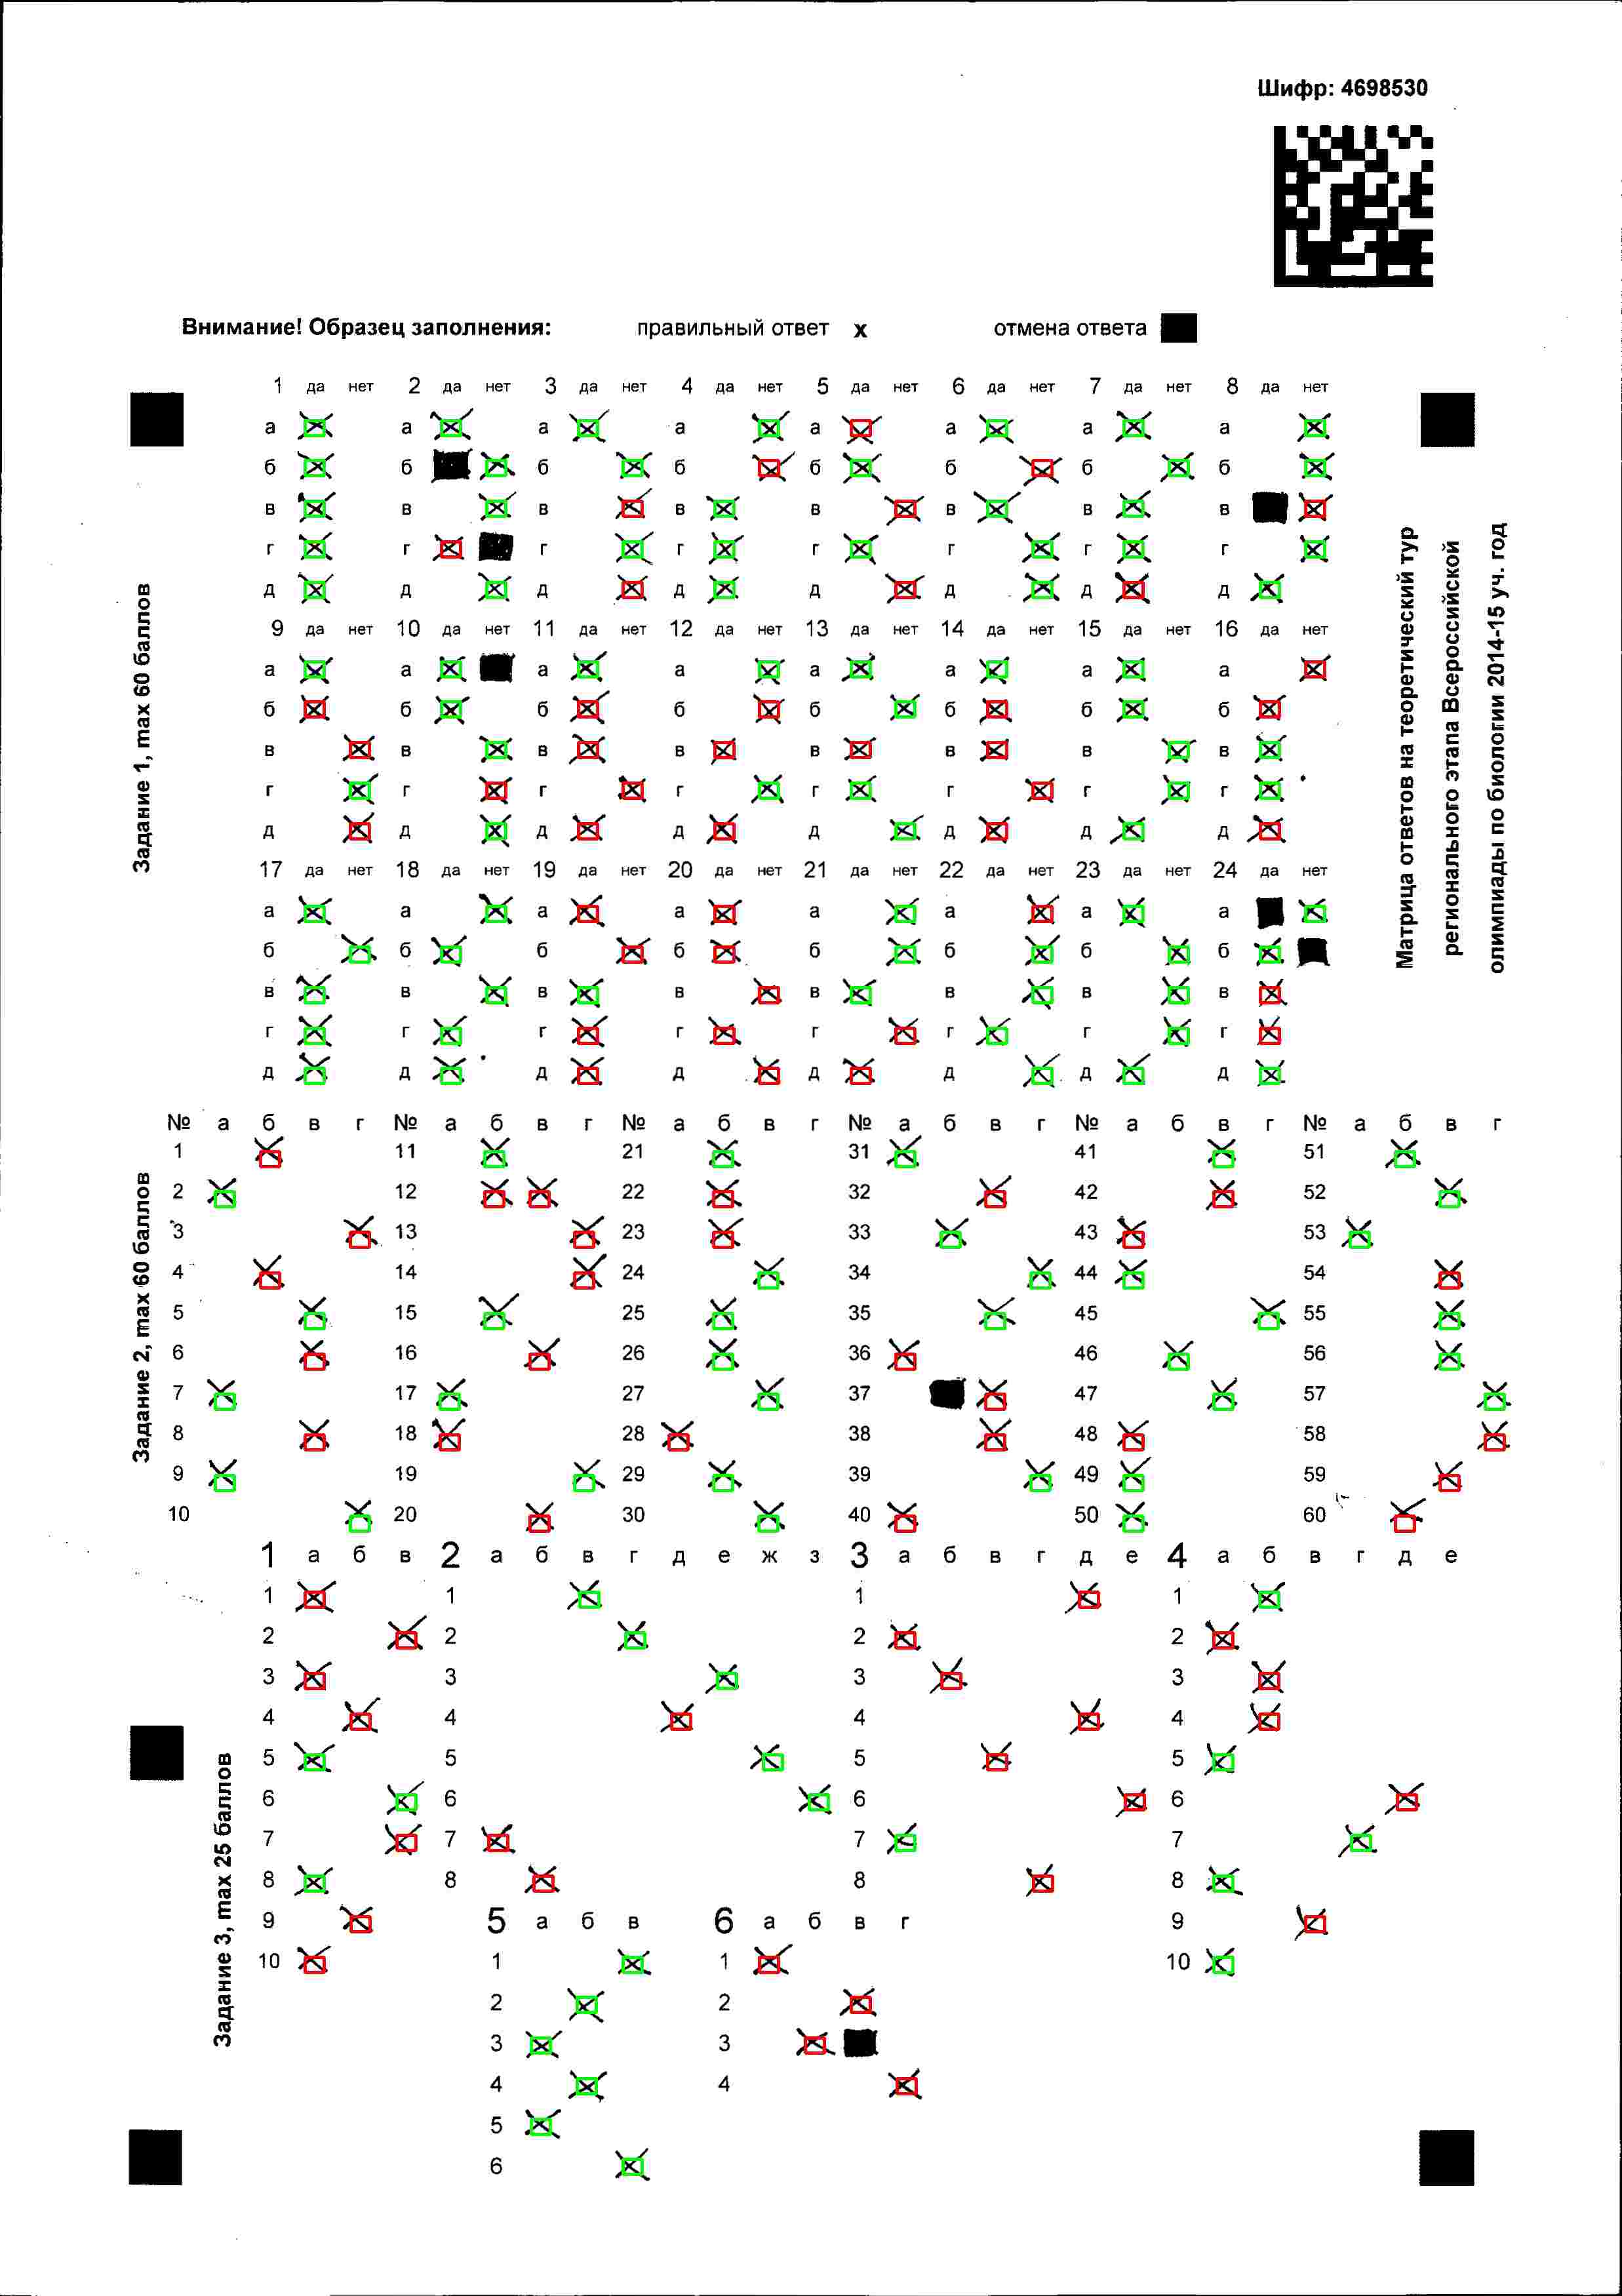 Шифр: 4698530
Внимание! Образец заполнения: правильный ответ х отмена ответа
1 да нет 2 да нет 3 да нет 4 да нет 5 да нет 6 да нет 7 да нет 8 да нет
а а а а а а а а
б б б б б б б б
в в в в в в в в
г г г г г г г г
д д д д д д д д
9 да нет 10 да нет 11 да нет 12 да нет 13 да нет 14 да нет 15 да нет 16 да нет
а а а а а а а а
б б б б б б б б
в в в в в в в в
г г г г г г г г
д д д д д д д д
17 да нет 18 да нет 19 да нет 20 да нет 21 да нет 22 да нет 23 да нет 24 да нет
а а а а а а а а
б б б б б б б б
в в в в в в в в
г г г г г г г г
д д д д д д д д
Задание 1, max 60 баллов
Матрица ответов на теоретический тур
регионального этапа Всероссийской
олимпиады по биологии 2014-15 уч. год
№ а б в г № а б в г № а б в г № а б в г № а б в г № а б в г
1 11 21 31 41 51
2 12 22 32 42 52
3 13 23 33 43 53
4 14 24 34 44 54
5 15 25 35 45 55
6 16 26 36 46 56
7 17 27 37 47 57
8 18 28 38 48 58
9 19 29 39 49 59
10 20 30 40 50 60
Задание 2, max 60 баллов
1 а б в 2 а б в г д е ж з 3 а б в г д е 4 а б в г д е
1 1 1 1
2 2 2 2
3 3 3 3
4 4 4 4
5 5 5 5
6 6 6 6
7 7 7 7
8 8 8 8
9 5 а б в 6 а б в г 9
10 1 1 10
2 2
3 3
4 4
5
6
Задание 3, max 25 баллов